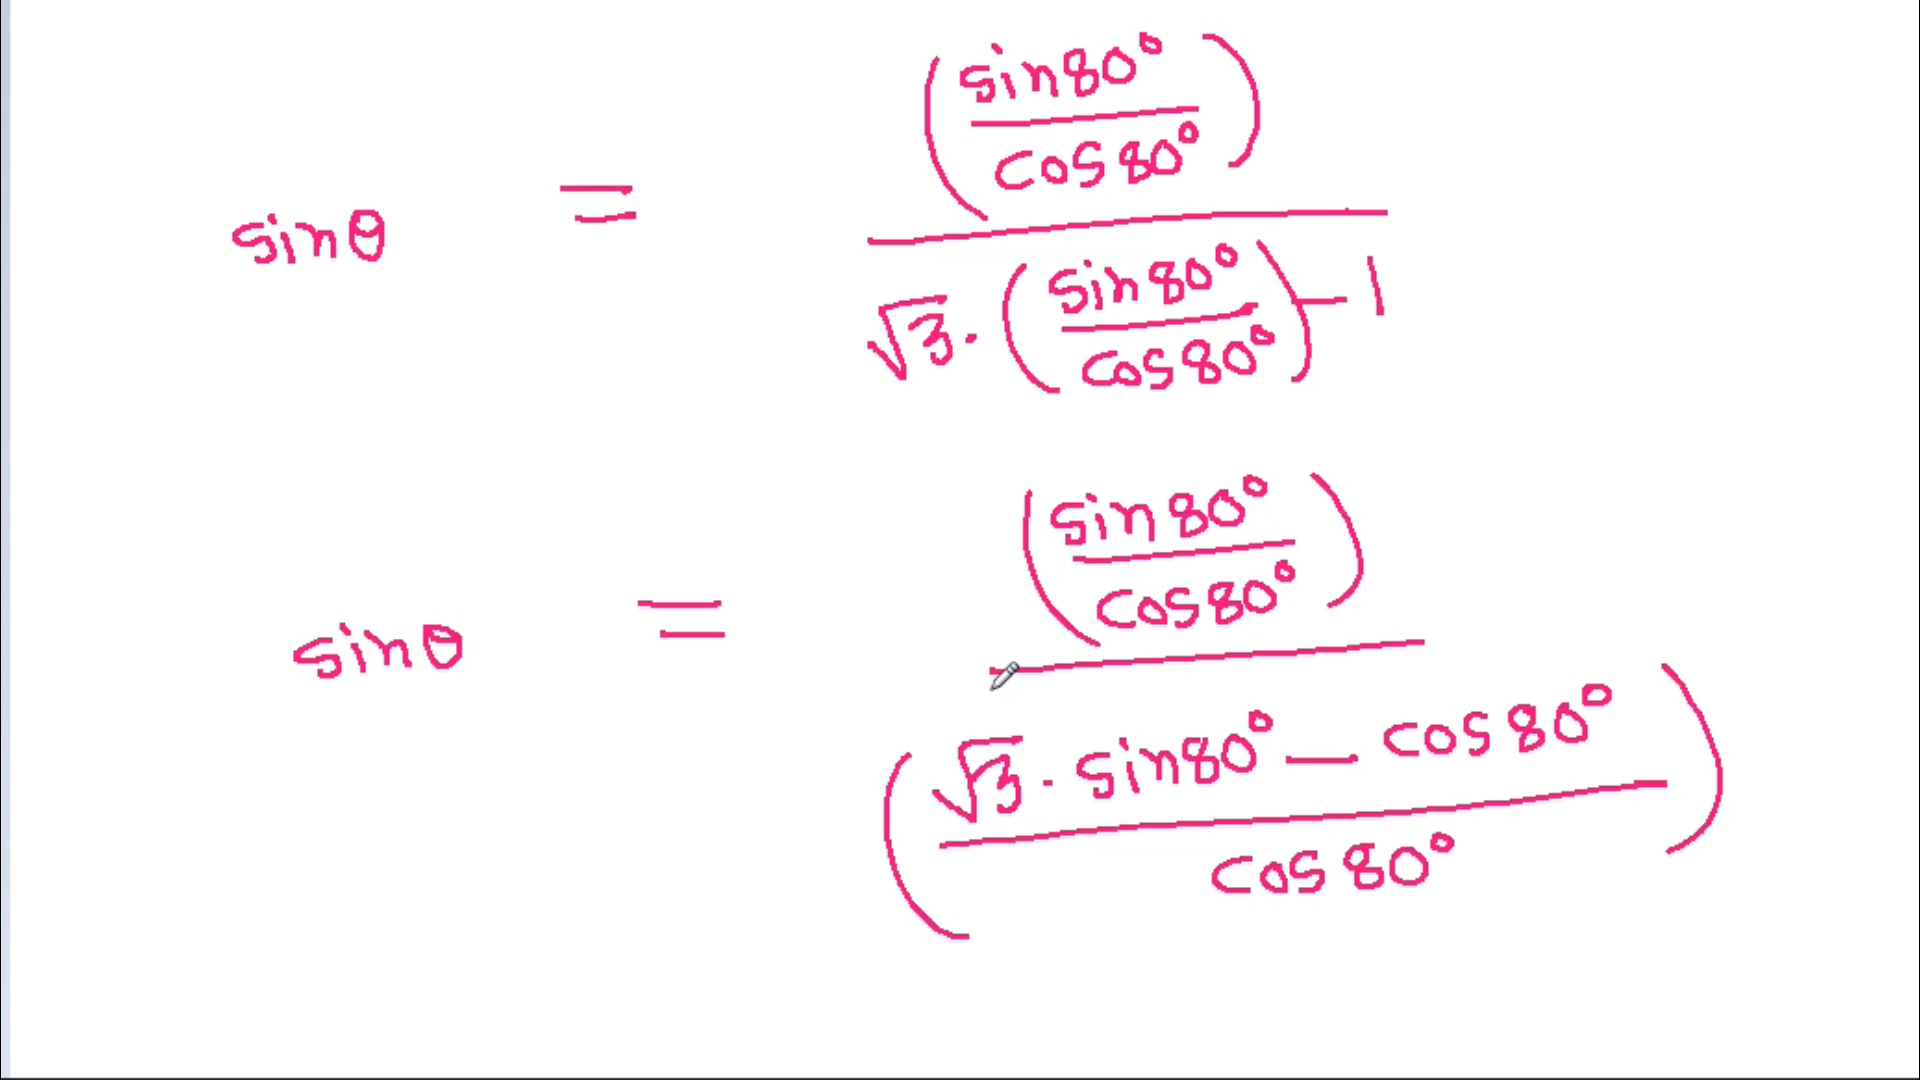 sinθ = (sin80°/cos80°) / √3·(sin80°/cos80°)−1
sinθ = (sin80°/cos80°) / (√3·sin80°−cos80°/cos80°)